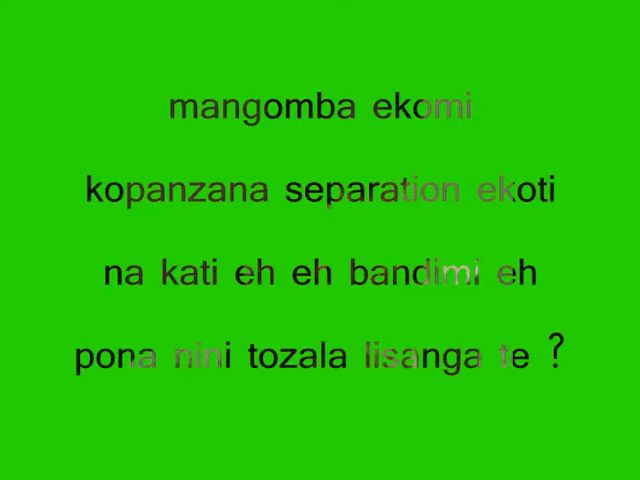 mangomba ekomi
kopanzana separation ekoti
na kati eh eh bandimi eh
pona nini tozala lisanga te ?